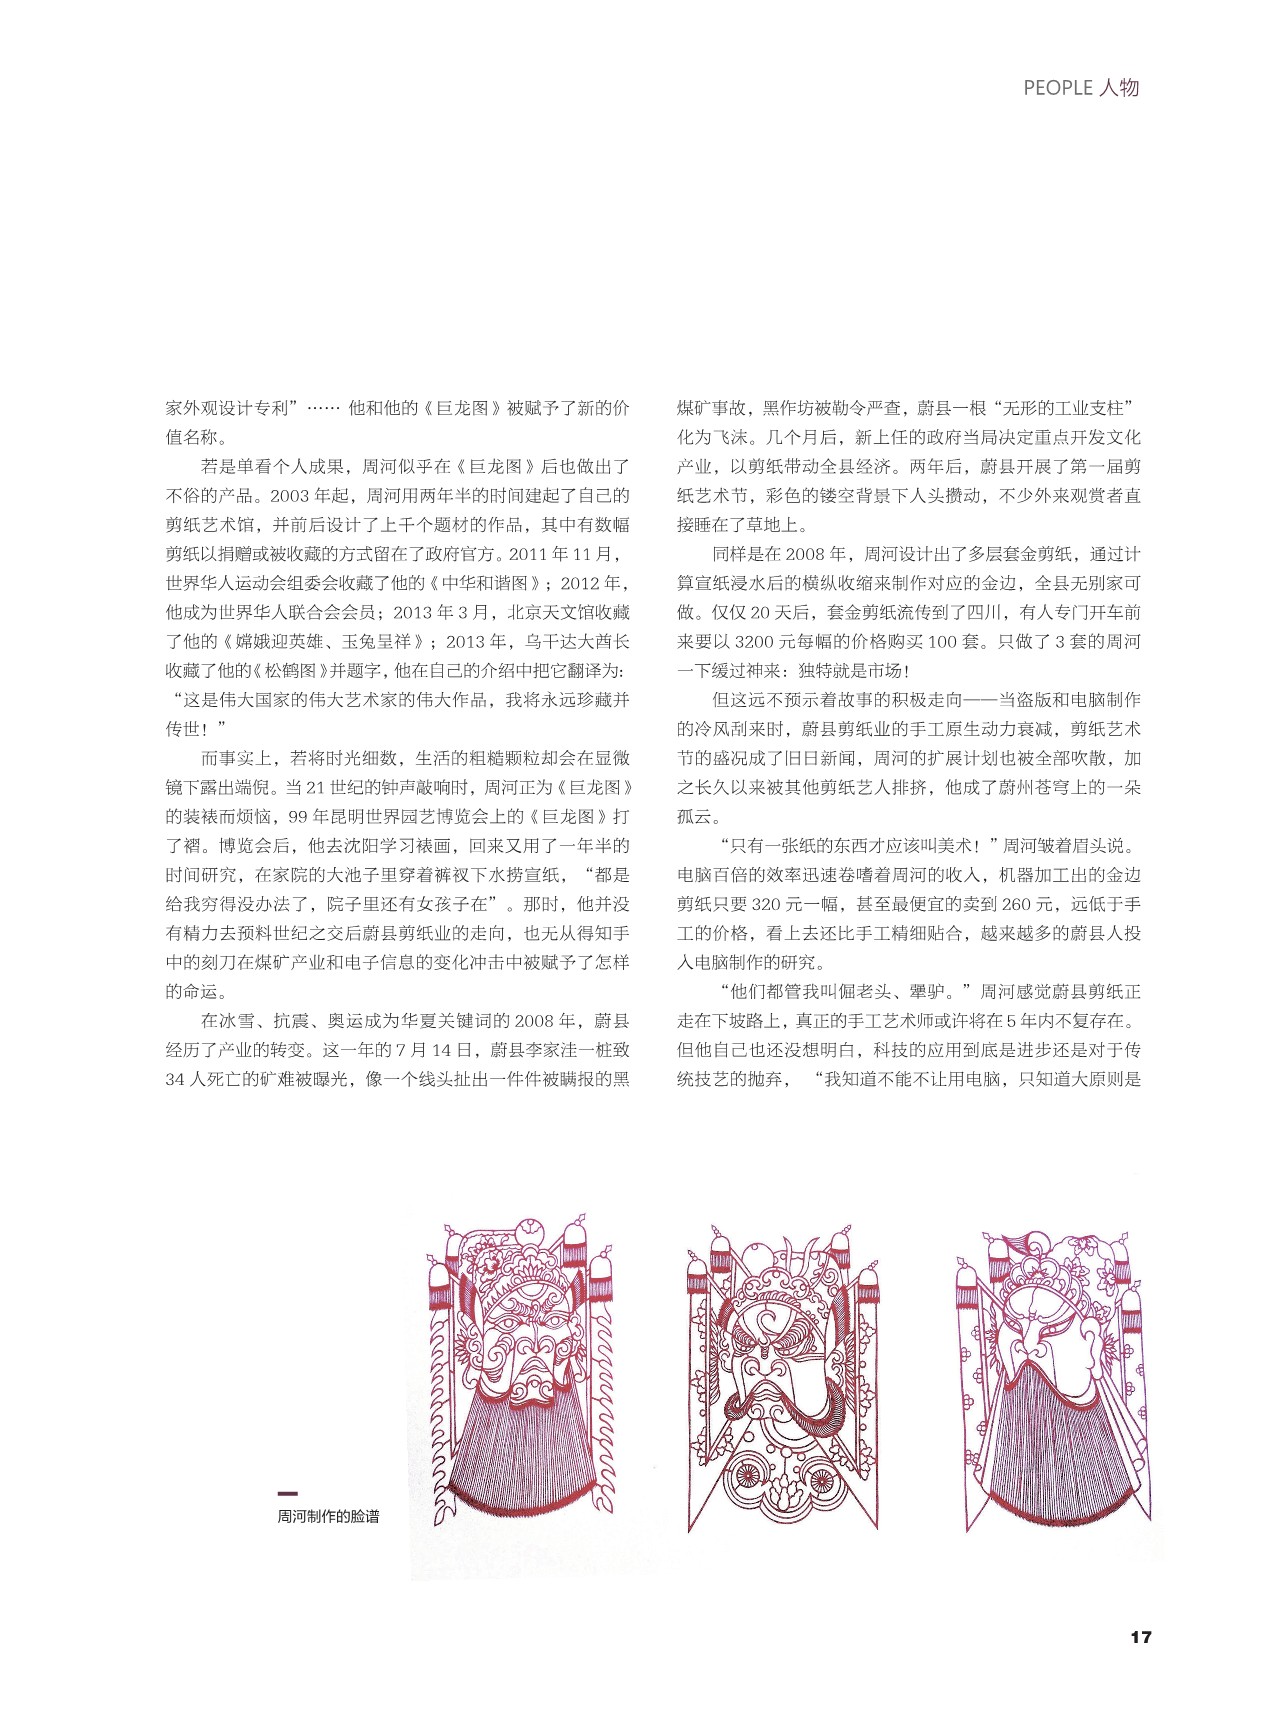 PEOPLE 人物
家外观设计专利”…… 他和他的《巨龙图》被赋予了新的价
值名称。
若是单看个人成果，周河似乎在《巨龙图》后也做出了
不俗的产品。2003 年起，周河用两年半的时间建起了自己的
剪纸艺术馆，并前后设计了上千个题材的作品，其中有数幅
剪纸以捐赠或被收藏的方式留在了政府官方。2011 年 11 月，
世界华人运动会组委会收藏了他的《中华和谐图》；2012 年，
他成为世界华人联合会会员；2013 年 3 月，北京天文馆收藏
了他的《嫦娥迎英雄、玉兔呈祥》；2013 年，乌干达大酋长
收藏了他的《松鹤图》并题字，他在自己的介绍中把它翻译为：
“这是伟大国家的伟大艺术家的伟大作品，我将永远珍藏并
传世！”
而事实上，若将时光细数，生活的粗糙颗粒却会在显微
镜下露出端倪。当 21 世纪的钟声敲响时，周河正为《巨龙图》
的装裱而烦恼，99 年昆明世界园艺博览会上的《巨龙图》打
了褶。博览会后，他去沈阳学习裱画，回来又用了一年半的
时间研究，在家院的大池子里穿着裤衩下水捞宣纸，“都是
给我穷得没办法了，院子里还有女孩子在”。那时，他并没
有精力去预料世纪之交后蔚县剪纸业的走向，也无从得知手
中的刻刀在煤矿产业和电子信息的变化冲击中被赋予了怎样
的命运。
在冰雪、抗震、奥运成为华夏关键词的 2008 年，蔚县
经历了产业的转变。这一年的 7 月 14 日，蔚县李家洼一桩致
34 人死亡的矿难被曝光，像一个线头扯出一件件被瞒报的黑
煤矿事故，黑作坊被勒令严查，蔚县一根“无形的工业支柱”
化为飞沫。几个月后，新上任的政府当局决定重点开发文化
产业，以剪纸带动全县经济。两年后，蔚县开展了第一届剪
纸艺术节，彩色的镂空背景下人头攒动，不少外来观赏者直
接睡在了草地上。
同样是在 2008 年，周河设计出了多层套金剪纸，通过计
算宣纸浸水后的横纵收缩来制作对应的金边，全县无别家可
做。仅仅 20 天后，套金剪纸流传到了四川，有人专门开车前
来要以 3200 元每幅的价格购买 100 套。只做了 3 套的周河
一下缓过神来：独特就是市场！
但这远不预示着故事的积极走向——当盗版和电脑制作
的冷风刮来时，蔚县剪纸业的手工原生动力衰减，剪纸艺术
节的盛况成了旧日新闻，周河的扩展计划也被全部吹散，加
之长久以来被其他剪纸艺人排挤，他成了蔚州苍穹上的一朵
孤云。
“只有一张纸的东西才应该叫美术！”周河皱着眉头说。
电脑百倍的效率迅速卷嗜着周河的收入，机器加工出的金边
剪纸只要 320 元一幅，甚至最便宜的卖到 260 元，远低于手
工的价格，看上去还比手工精细贴合，越来越多的蔚县人投
入电脑制作的研究。
“他们都管我叫倔老头、犟驴。”周河感觉蔚县剪纸正
走在下坡路上，真正的手工艺术师或许将在 5 年内不复存在。
但他自己也还没想明白，科技的应用到底是进步还是对于传
统技艺的抛弃， “我知道不能不让用电脑，只知道大原则是
周河制作的脸谱
17